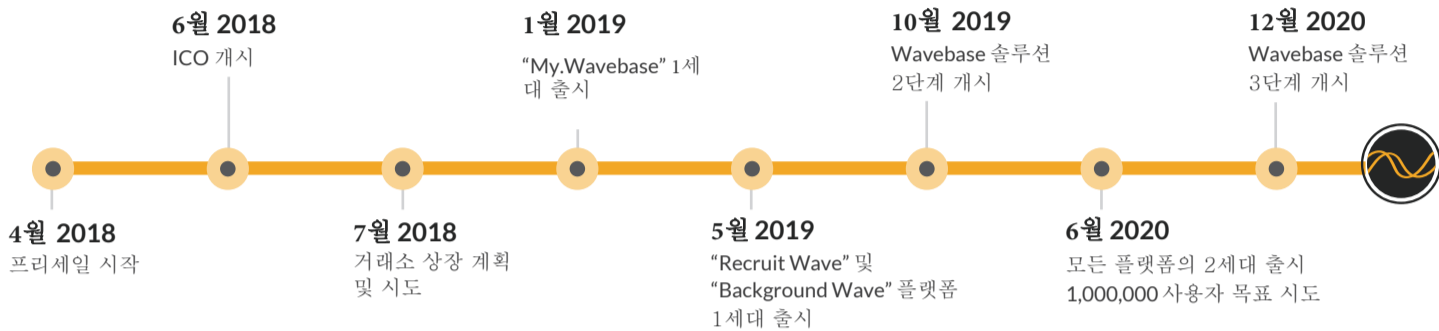 6월 2018
ICO 개시
1월 2019
“My.Wavebase” 1세
대 출시
10월 2019
Wavebase 솔루션
2단계 개시
12월 2020
Wavebase 솔루션
3단계 개시
4월 2018
프리세일 시작
7월 2018
거래소 상장 계획
및 시도
5월 2019
“Recruit Wave” 및
“Background Wave” 플랫폼
1세대 출시
6월 2020
모든 플랫폼의 2세대 출시
1,000,000 사용자 목표 시도